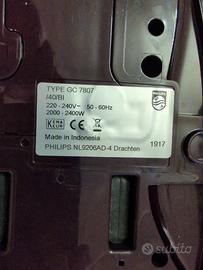 TYPE GC 7807
/40/BI
220 - 240V~ 50 - 60Hz
2000 - 2400W
Made in Indonesia
PHILIPS NL9206AD-4 Drachten
1917
subito